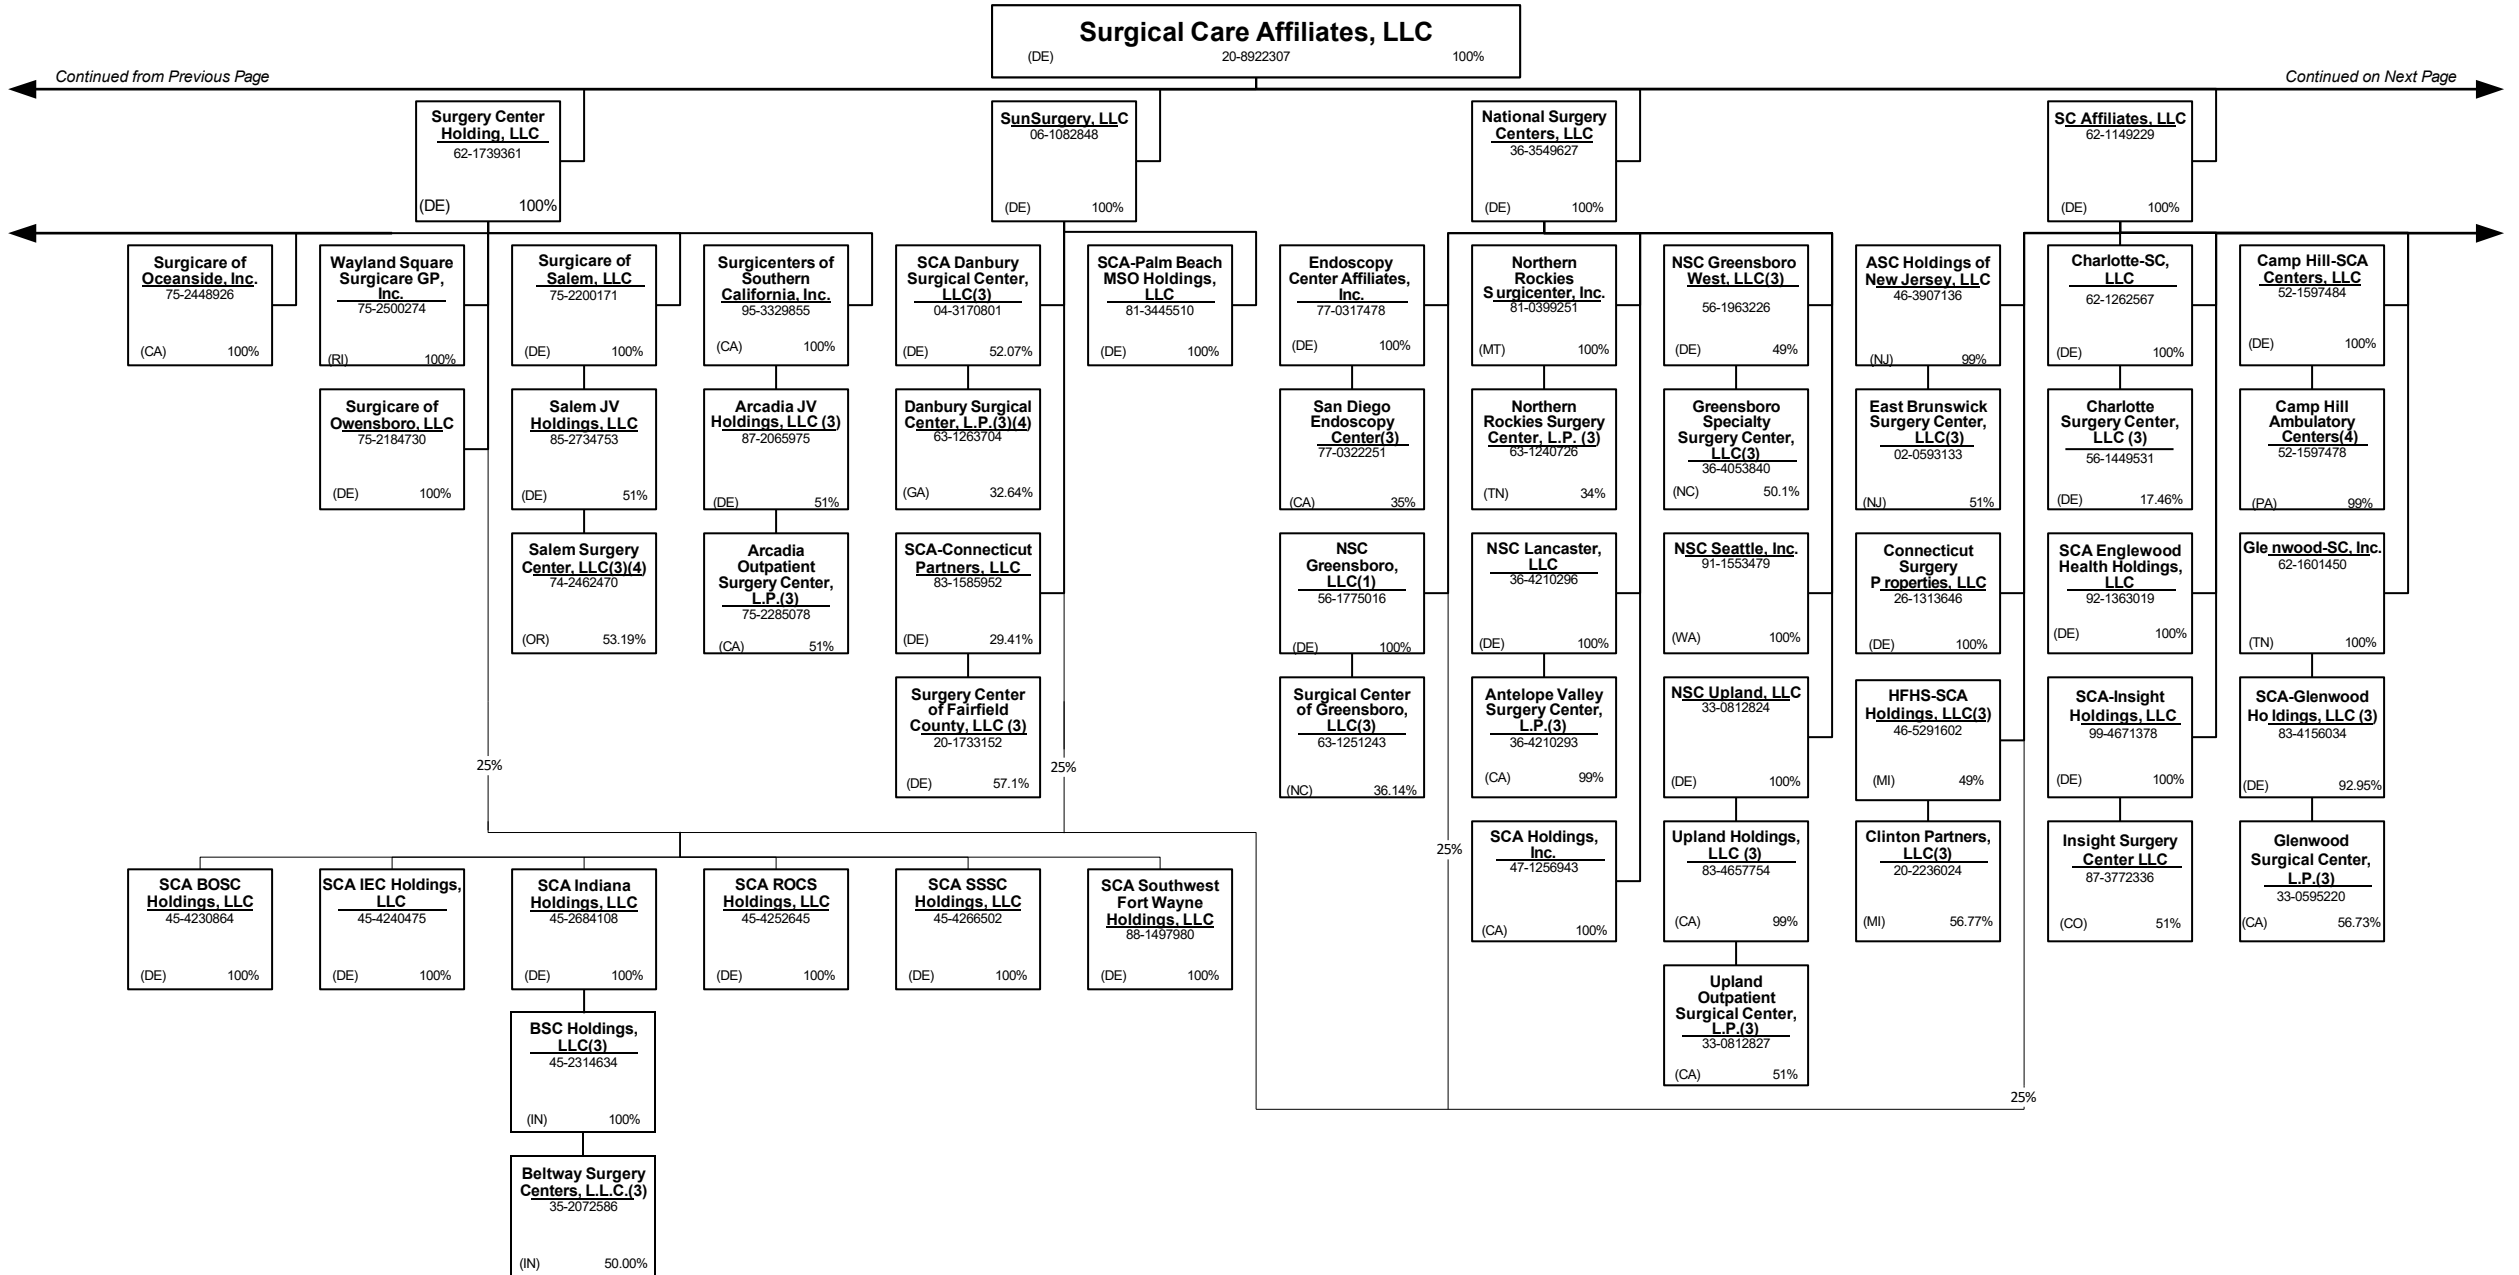 Surgical Care Affiliates, LLC
(DE) 20-8922307 100%
Continued from Previous Page
Continued on Next Page
Surgery Center
Holding, LLC
62-1739361
(DE) 100%
SunSurgery, LLC
06-1082848
(DE) 100%
National Surgery
Centers, LLC
36-3549627
(DE) 100%
SC Affiliates, LLC
62-1149229
(DE) 100%
Surgicare of
Oceanside, Inc.
75-2448926
(CA) 100%
Wayland Square
Surgicare GP,
Inc.
75-2500274
(RI) 100%
Surgicare of
Salem, LLC
75-2200171
(DE) 100%
Surgicenters of
Southern
California, Inc.
95-3329855
(CA) 100%
SCA Danbury
Surgical Center,
LLC(3)
04-3170801
(DE) 52.07%
SCA-Palm Beach
MSO Holdings,
LLC
81-3445510
(DE) 100%
Endoscopy
Center Affiliates,
Inc.
77-0317478
(DE) 100%
Northern
Rockies
Surgicenter, Inc.
81-0399251
(MT) 100%
NSC Greensboro
West, LLC(3)
56-1963226
(DE) 49%
ASC Holdings of
New Jersey, LLC
46-3907136
(NJ) 99%
Charlotte-SC,
LLC
62-1262567
(DE) 100%
Camp Hill-SCA
Centers, LLC
52-1597484
(DE) 100%
Surgicare of
Owensboro, LLC
75-2184730
(DE) 100%
Salem JV
Holdings, LLC
85-2734753
(DE) 51%
Arcadia JV
Holdings, LLC (3)
87-2065975
(DE) 51%
Danbury Surgical
Center, L.P.(3)(4)
63-1263704
(GA) 32.64%
San Diego
Endoscopy
Center(3)
77-0322251
(CA) 35%
Northern
Rockies Surgery
Center, L.P. (3)
63-1240726
(TN) 34%
Greensboro
Specialty
Surgery Center,
LLC(3)
36-4053840
(NC) 50.1%
East Brunswick
Surgery Center,
LLC(3)
02-0593133
(NJ) 51%
Charlotte
Surgery Center,
LLC (3)
56-1449531
(DE) 17.46%
Camp Hill
Ambulatory
Centers(4)
52-1597478
(PA) 99%
Salem Surgery
Center, LLC(3)(4)
74-2462470
(OR) 53.19%
Arcadia
Outpatient
Surgery Center,
L.P.(3)
75-2285078
(CA) 51%
SCA-Connecticut
Partners, LLC
83-1585952
(DE) 29.41%
NSC
Greensboro,
LLC(1)
56-1775016
(DE) 100%
NSC Lancaster,
LLC
36-4210296
(DE) 100%
NSC Seattle, Inc.
91-1553479
(WA) 100%
Connecticut
Surgery
Properties, LLC
26-1313646
(DE) 100%
SCA Englewood
Health Holdings,
LLC
92-1363019
(DE) 100%
Glenwood-SC, Inc.
62-1601450
(TN) 100%
Surgery Center
of Fairfield
County, LLC (3)
20-1733152
(DE) 57.1%
Surgical Center
of Greensboro,
LLC(3)
63-1251243
(NC) 36.14%
Antelope Valley
Surgery Center,
L.P.(3)
36-4210293
(CA) 99%
NSC Upland, LLC
33-0812824
(DE) 100%
HFHS-SCA
Holdings, LLC(3)
46-5291602
(MI) 49%
SCA-Insight
Holdings, LLC
99-4671378
(DE) 100%
SCA-Glenwood
Holdings, LLC (3)
83-4156034
(DE) 92.95%
25%
25%
25%
25%
SCA Holdings,
Inc.
47-1256943
(CA) 100%
Upland Holdings,
LLC (3)
83-4657754
(CA) 99%
Clinton Partners,
LLC(3)
20-2236024
(MI) 56.77%
Insight Surgery
Center LLC
87-3772336
(CO) 51%
Glenwood
Surgical Center,
L.P.(3)
33-0595220
(CA) 56.73%
SCA BOSC
Holdings, LLC
45-4230864
(DE) 100%
SCA IEC Holdings,
LLC
45-4240475
(DE) 100%
SCA Indiana
Holdings, LLC
45-2684108
(DE) 100%
SCA ROCS
Holdings, LLC
45-4252645
(DE) 100%
SCA SSSC
Holdings, LLC
45-4266502
(DE) 100%
SCA Southwest
Fort Wayne
Holdings, LLC
88-1497980
(DE) 100%
Upland
Outpatient
Surgical Center,
L.P.(3)
33-0812827
(CA) 51%
BSC Holdings,
LLC(3)
45-2314634
(IN) 100%
Beltway Surgery
Centers, L.L.C.(3)
35-2072586
(IN) 50.00%